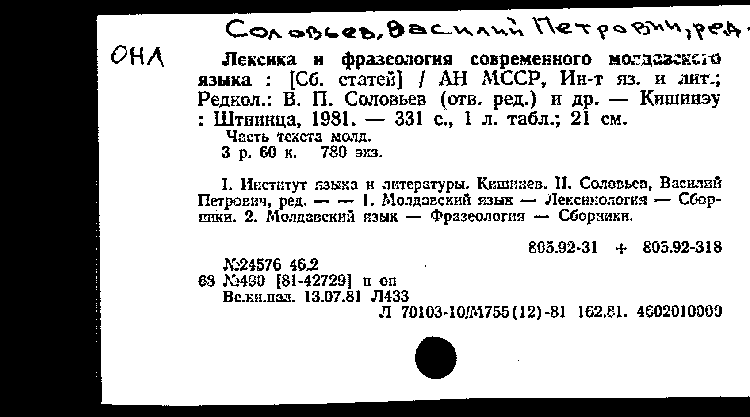 Соловьев, Василий Петрович, ред.
ОНЛ
Лексика и фразеология современного молдавского
языка : [Сб. статей] / АН МССР, Ин-т яз. и лит.;
Редкол.: В. П. Соловьев (отв. ред.) и др. — Кишинэу
: Штиинца, 1981. — 331 с., 1 л. табл.; 21 см.
Часть текста молд.
3 р. 60 к. 780 экз.
I. Институт языка и литературы. Кишинев. II. Соловьев, Василий
Петрович, ред. — — 1. Молдавский язык — Лексикология — Сбор-
ники. 2. Молдавский язык — Фразеология — Сборники.
805.92-31 + 805.92-318
№24576 46.2
63 №490 [81-42729] п оп
Вс.кн.пал. 13.07.81 Л433
Л 70103-10/М755(12)-81 162.81. 4602010000